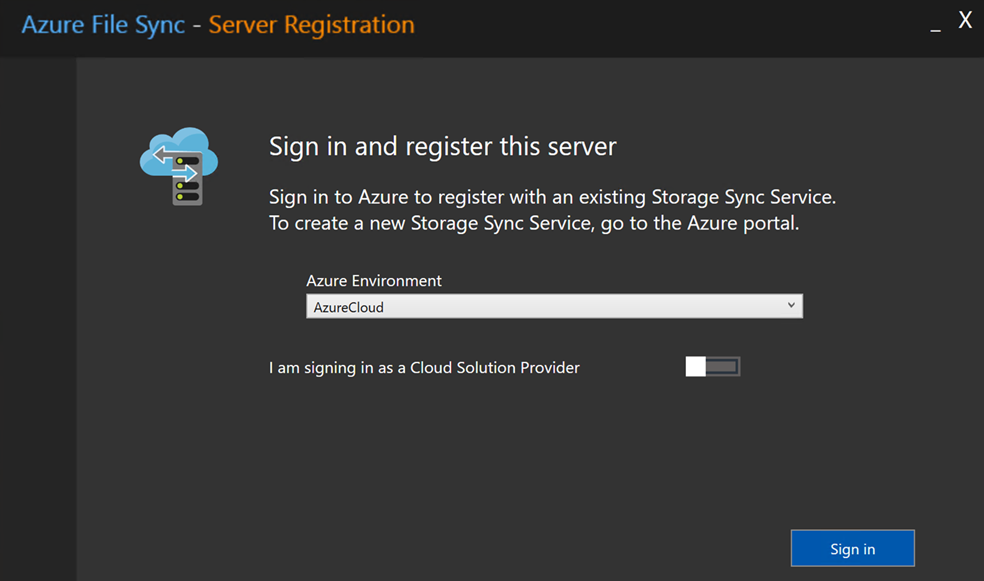 Azure File Sync - Server Registration
_ X
Sign in and register this server
Sign in to Azure to register with an existing Storage Sync Service.
To create a new Storage Sync Service, go to the Azure portal.
Azure Environment
AzureCloud
I am signing in as a Cloud Solution Provider
Sign in